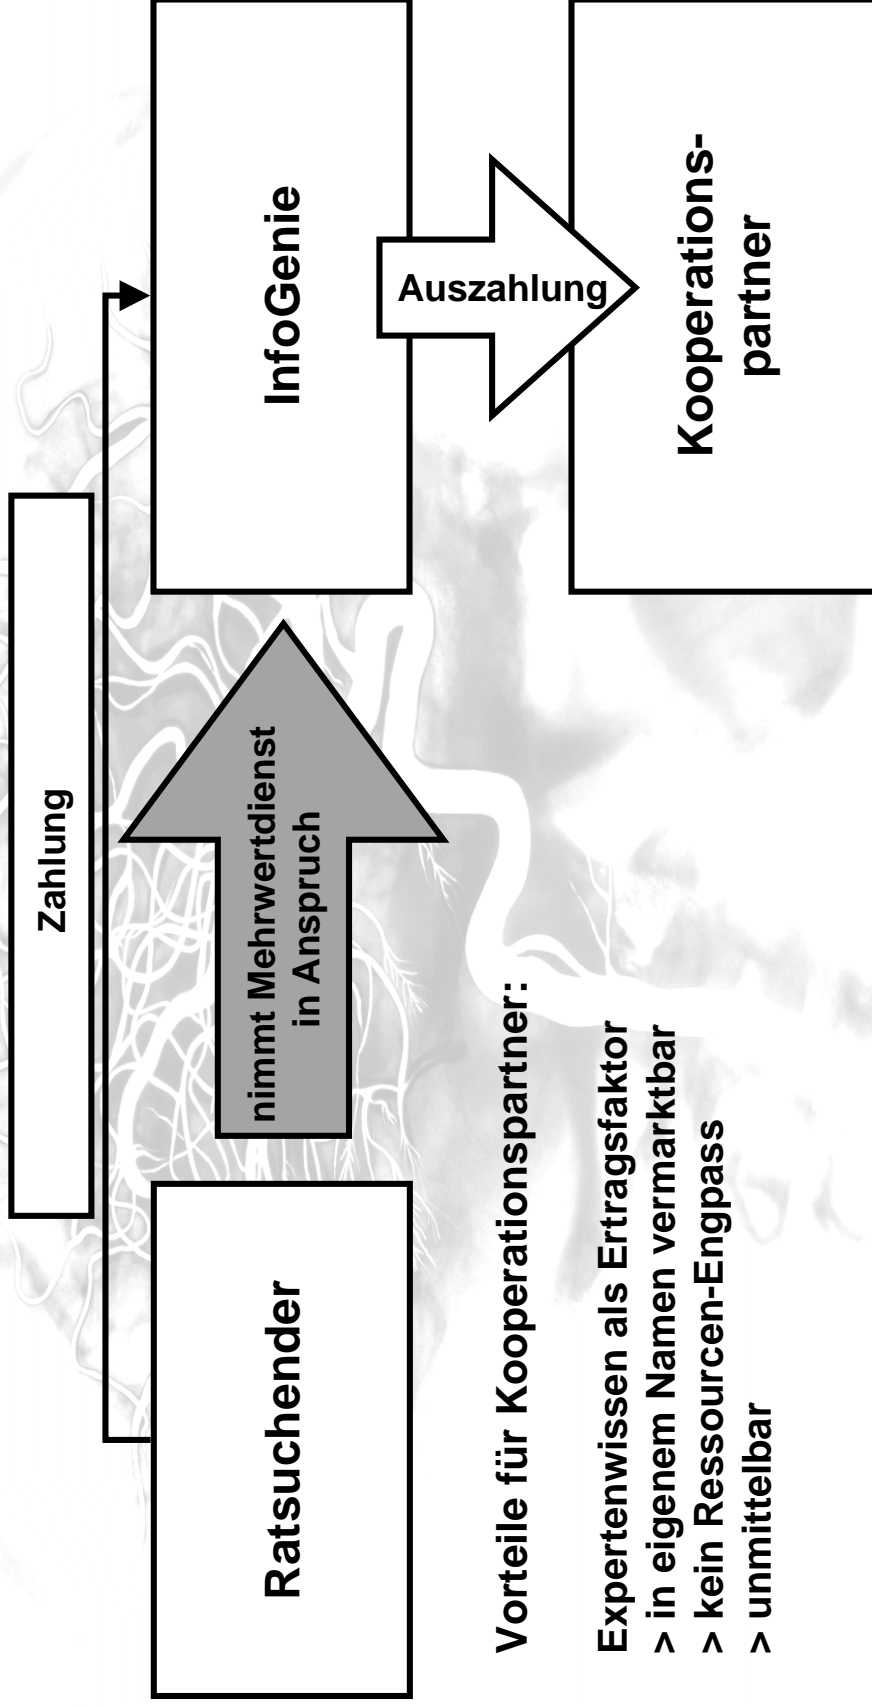 Zahlung
Ratsuchender
nimmt Mehrwertdienst
in Anspruch
InfoGenie
Auszahlung
Kooperations-
partner
Vorteile für Kooperationspartner:
Expertenwissen als Ertragsfaktor
> in eigenem Namen vermarktbar
> kein Ressourcen-Engpass
> unmittelbar